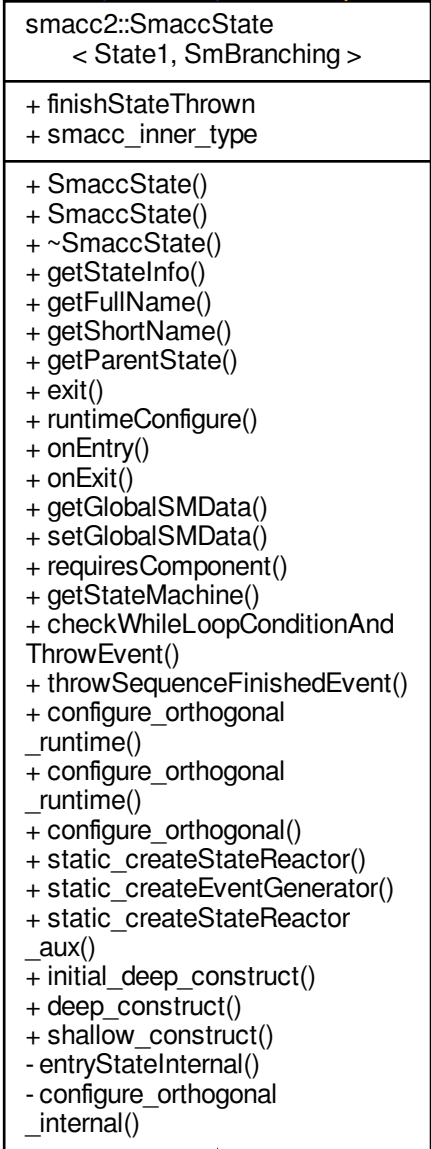 smacc2::SmaccState
< State1, SmBranching >
+ finishStateThrown
+ smacc_inner_type
+ SmaccState()
+ SmaccState()
+ ~SmaccState()
+ getStateInfo()
+ getFullName()
+ getShortName()
+ getParentState()
+ exit()
+ runtimeConfigure()
+ onEntry()
+ onExit()
+ getGlobalSMData()
+ setGlobalSMData()
+ requiresComponent()
+ getStateMachine()
+ checkWhileLoopConditionAnd
ThrowEvent()
+ throwSequenceFinishedEvent()
+ configure_orthogonal
_runtime()
+ configure_orthogonal
_runtime()
+ configure_orthogonal()
+ static_createStateReactor()
+ static_createEventGenerator()
+ static_createStateReactor
_aux()
+ initial_deep_construct()
+ deep_construct()
+ shallow_construct()
- entryStateInternal()
- configure_orthogonal
_internal()